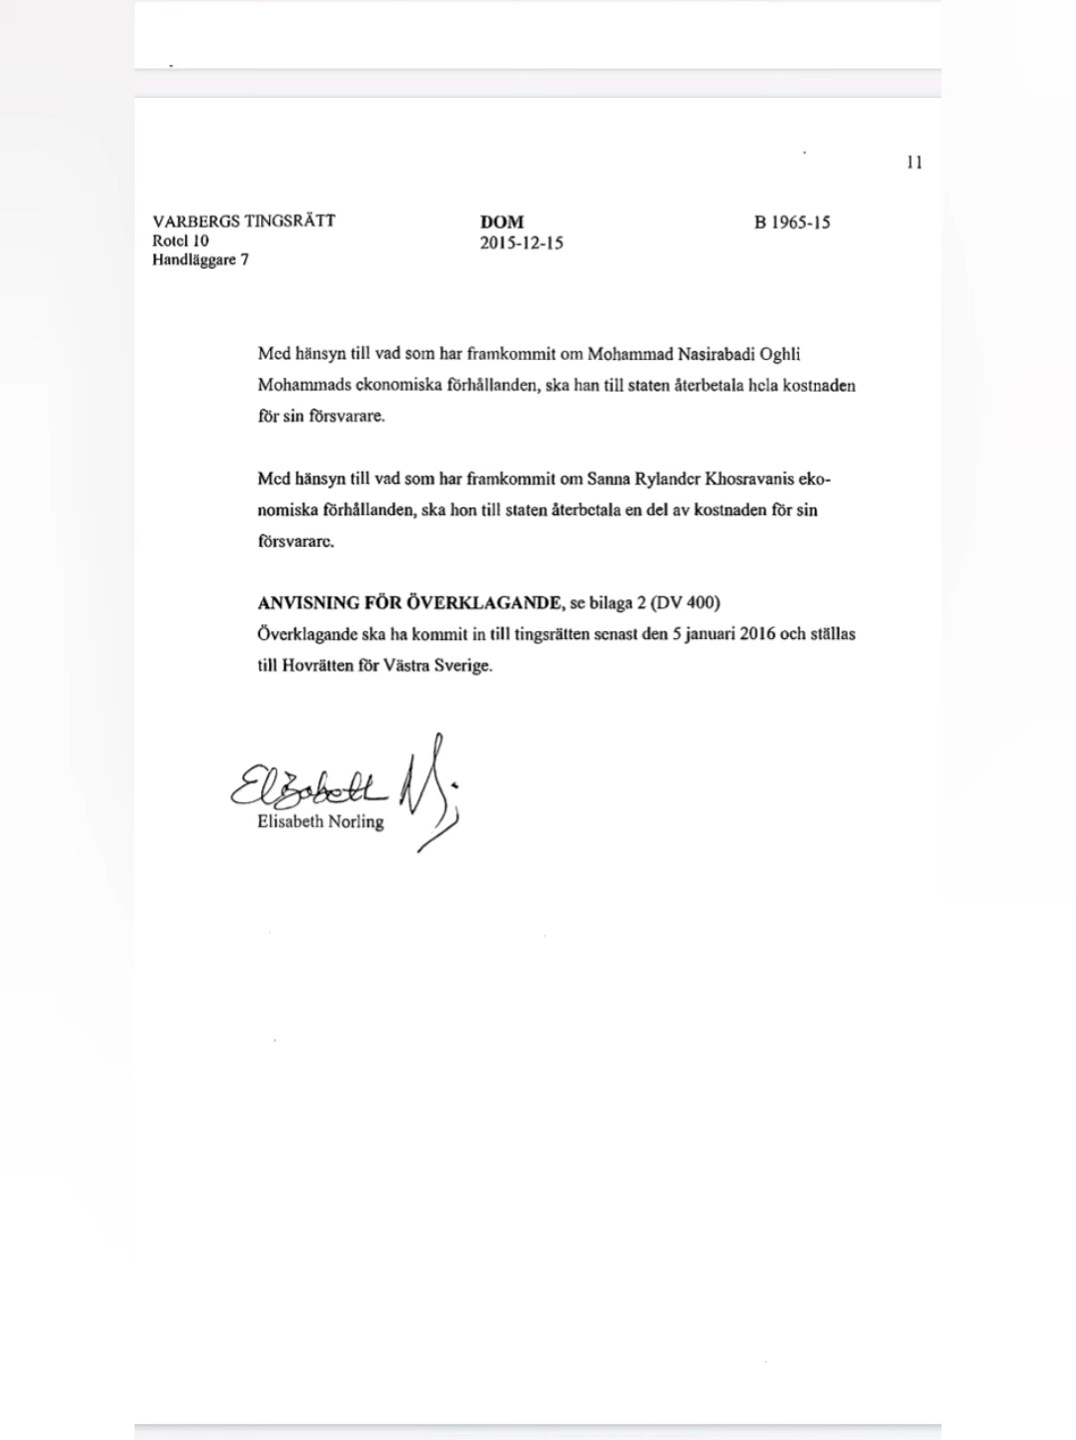 11
VARBERGS TINGSRÄTT
Rotel 10
Handläggare 7
DOM
2015-12-15
B 1965-15
Med hänsyn till vad som har framkommit om Mohammad Nasirabadi Oghli
Mohammads ekonomiska förhållanden, ska han till staten återbetala hela kostnaden
för sin försvarare.
Med hänsyn till vad som har framkommit om Sanna Rylander Khosravanis eko-
nomiska förhållanden, ska hon till staten återbetala en del av kostnaden för sin
försvarare.
ANVISNING FÖR ÖVERKLAGANDE, se bilaga 2 (DV 400)
Överklagande ska ha kommit in till tingsrätten senast den 5 januari 2016 och ställas
till Hovrätten för Västra Sverige.
Elisabeth
Elisabeth Norling